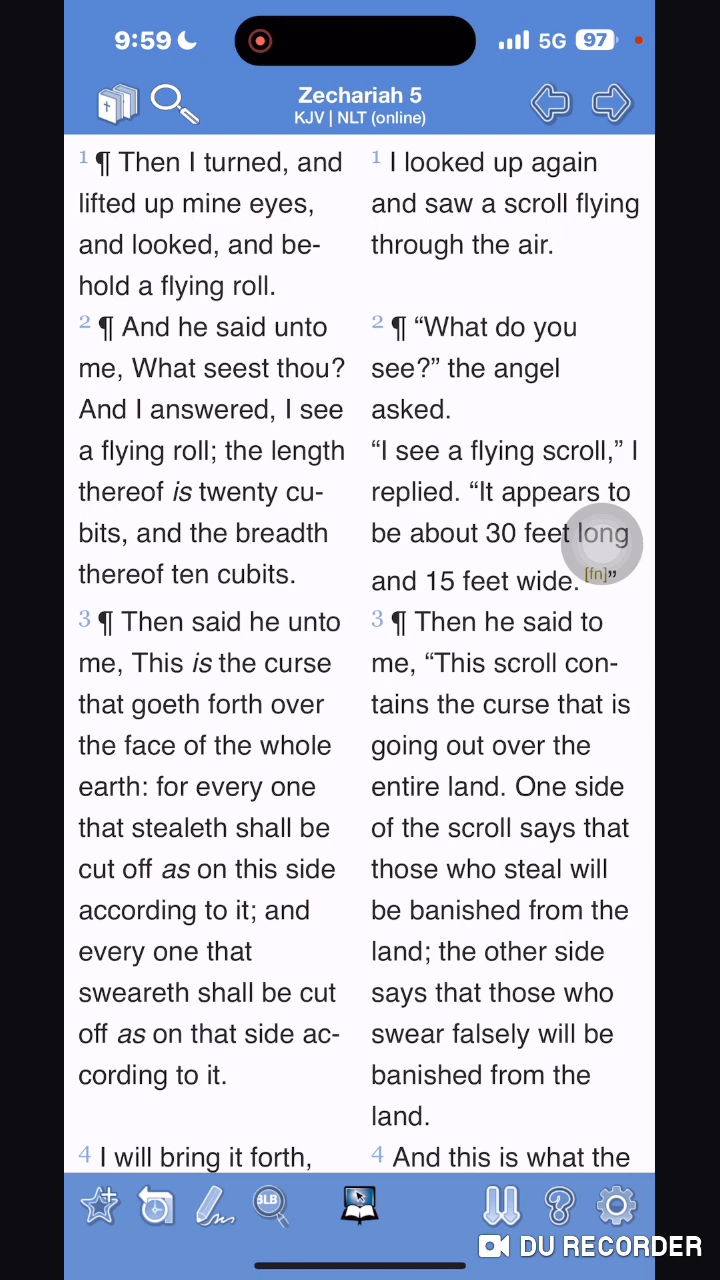 9:59
5G
97
Zechariah 5
KJV | NLT (online)
1 ¶ Then I turned, and
lifted up mine eyes,
and looked, and be-
hold a flying roll.
2 ¶ And he said unto
me, What seest thou?
And I answered, I see
a flying roll; the length
thereof is twenty cu-
bits, and the breadth
thereof ten cubits.
3 ¶ Then said he unto
me, This is the curse
that goeth forth over
the face of the whole
earth: for every one
that stealeth shall be
cut off as on this side
according to it; and
every one that
sweareth shall be cut
off as on that side ac-
cording to it.
4 I will bring it forth,
1 I looked up again
and saw a scroll flying
through the air.
2 ¶ “What do you
see?” the angel
asked.
“I see a flying scroll,” I
replied. “It appears to
be about 30 feet long
and 15 feet wide.[fn]”
3 ¶ Then he said to
me, “This scroll con-
tains the curse that is
going out over the
entire land. One side
of the scroll says that
those who steal will
be banished from the
land; the other side
says that those who
swear falsely will be
banished from the
land.
4 And this is what the
BLB
DU RECORDER